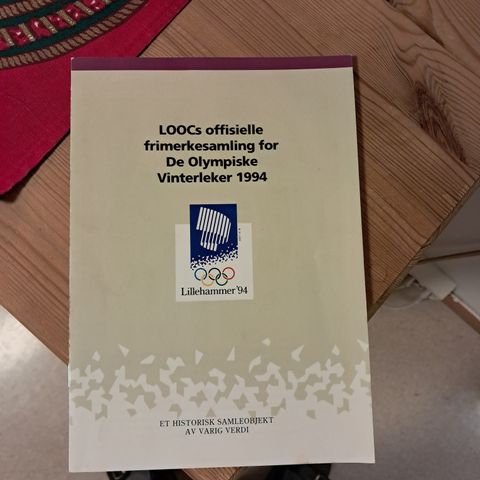 LOOCs offisielle
frimerkesamling for
De Olympiske
Vinterleker 1994
Lillehammer '94
ET HISTORISK SAMLEOBJEKT
AV VARIG VERDI